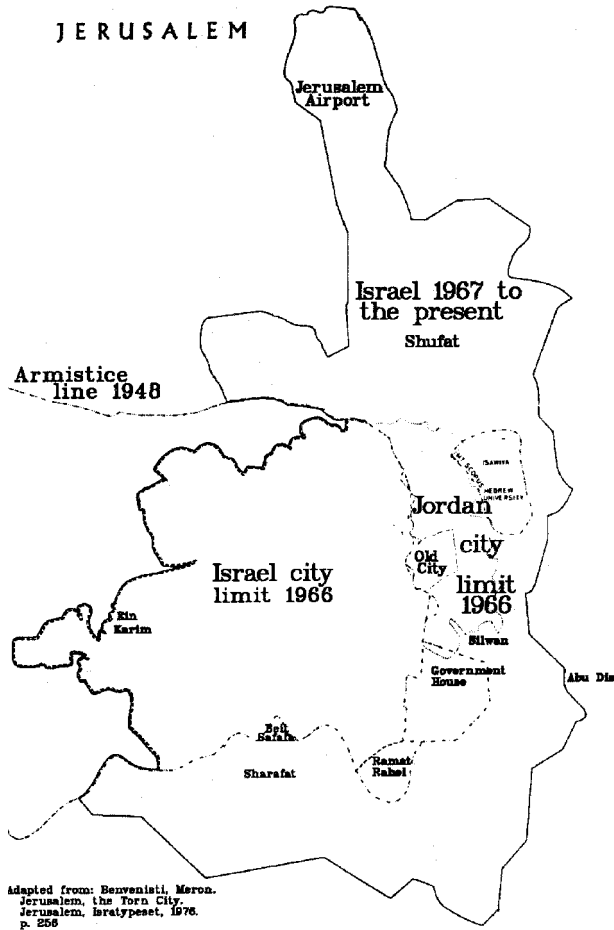 JERUSALEM
Jerusalem
Airport
Israel 1967 to
the present
Shufat
Armistice
line 1948
MT SCOPUS
ISAWIYA
HEBREW
UNIVERSITY
Jordan
city
limit
1966
Old
City
Israel city
limit 1966
Ein
Karim
Silwan
Government
House
Abu Dis
Beit
Safafa
Sharafat
Ramat
Rahel
Adapted from: Benvenisti, Meron.
Jerusalem, the Torn City.
Jerusalem, Isratypeset, 1976.
p. 256